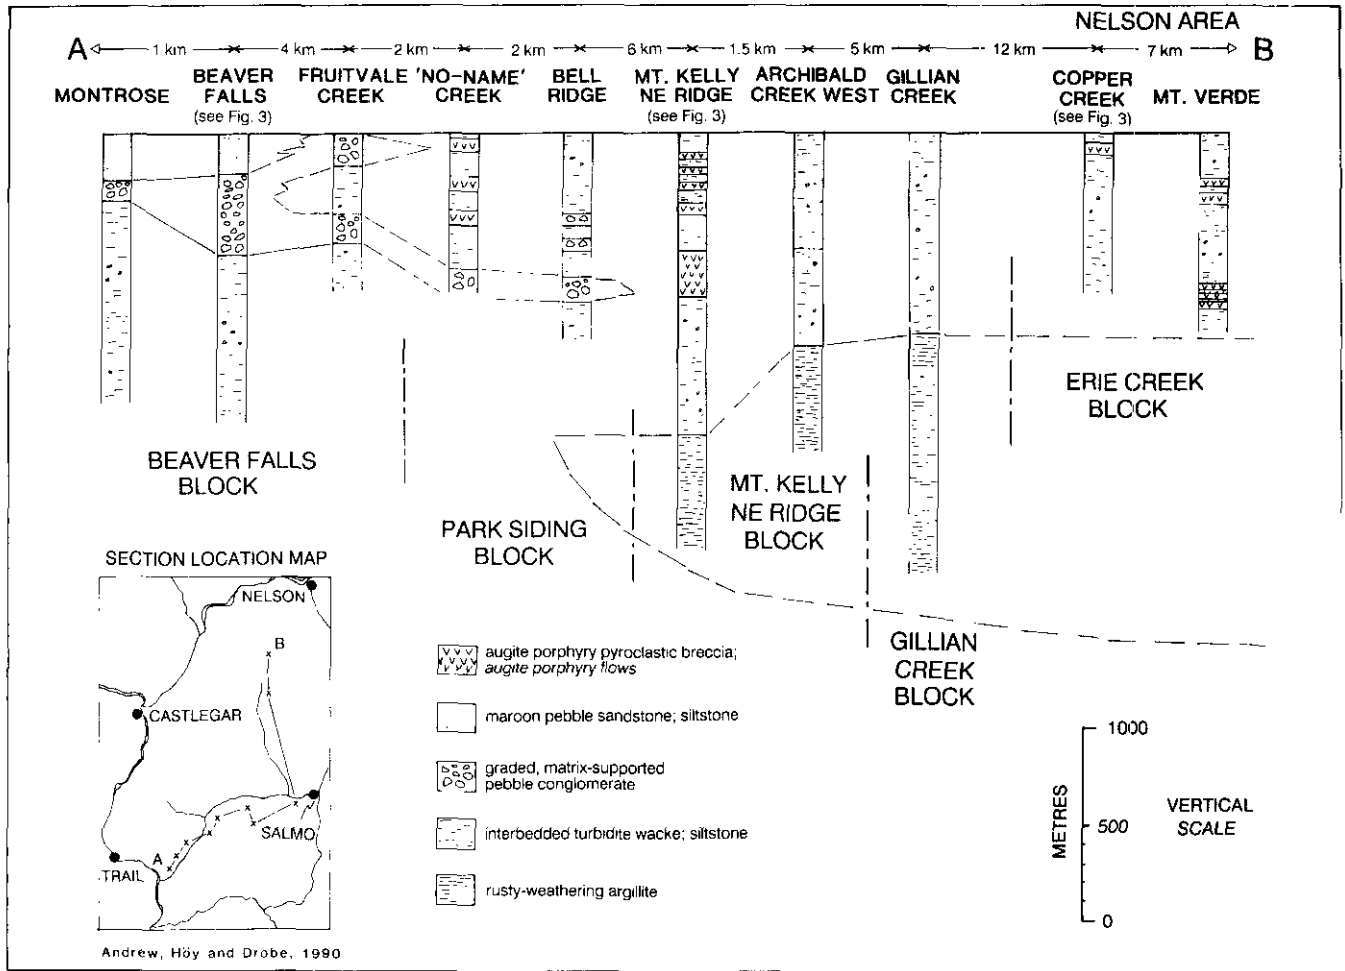 NELSON AREA
A 1 km 4 km 2 km 2 km 6 km 1.5 km 5 km 12 km 7 km B
MONTROSE
BEAVER
FALLS
(see Fig. 3)
FRUITVALE
CREEK
'NO-NAME'
CREEK
BELL
RIDGE
MT. KELLY
NE RIDGE
(see Fig. 3)
ARCHIBALD
CREEK WEST
GILLIAN
CREEK
COPPER
CREEK
(see Fig. 3)
MT. VERDE
BEAVER FALLS
BLOCK
PARK SIDING
BLOCK
MT. KELLY
NE RIDGE
BLOCK
GILLIAN
CREEK
BLOCK
ERIE CREEK
BLOCK
SECTION LOCATION MAP
NELSON
B
CASTLEGAR
SALMO
A
TRAIL
Andrew, Höy and Drobe, 1990
augite porphyry pyroclastic breccia;
augite porphyry flows
maroon pebble sandstone; siltstone
graded, matrix-supported
pebble conglomerate
interbedded turbidite wacke; siltstone
rusty-weathering argillite
1000
500
0
METRES
VERTICAL
SCALE